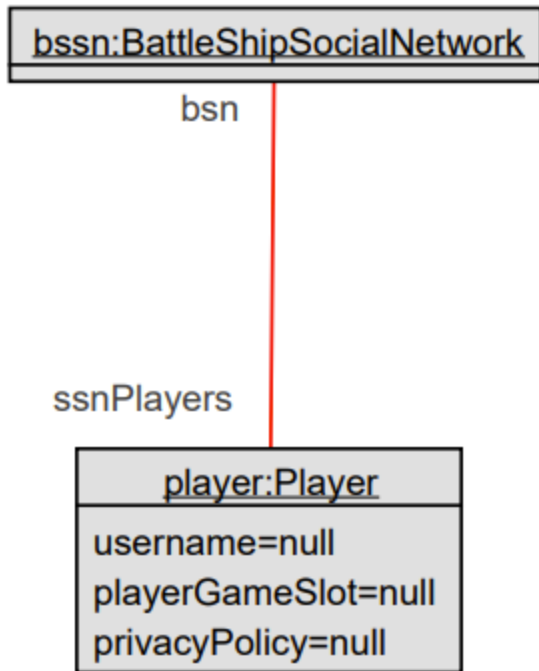 bssn:BattleShipSocialNetwork
bsn
ssnPlayers
player:Player
username=null
playerGameSlot=null
privacyPolicy=null